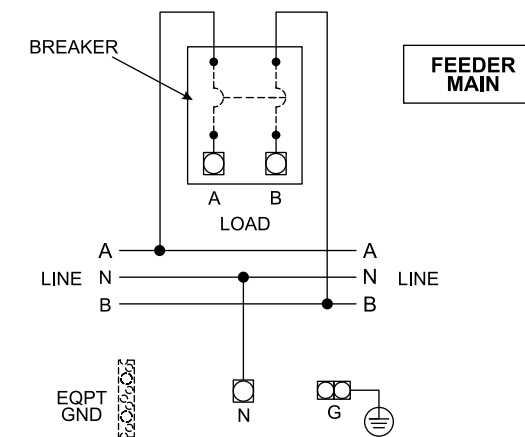 BREAKER
FEEDER
MAIN
A B
LOAD
A A
LINE N N LINE
B B
EQPT
GND
N
G